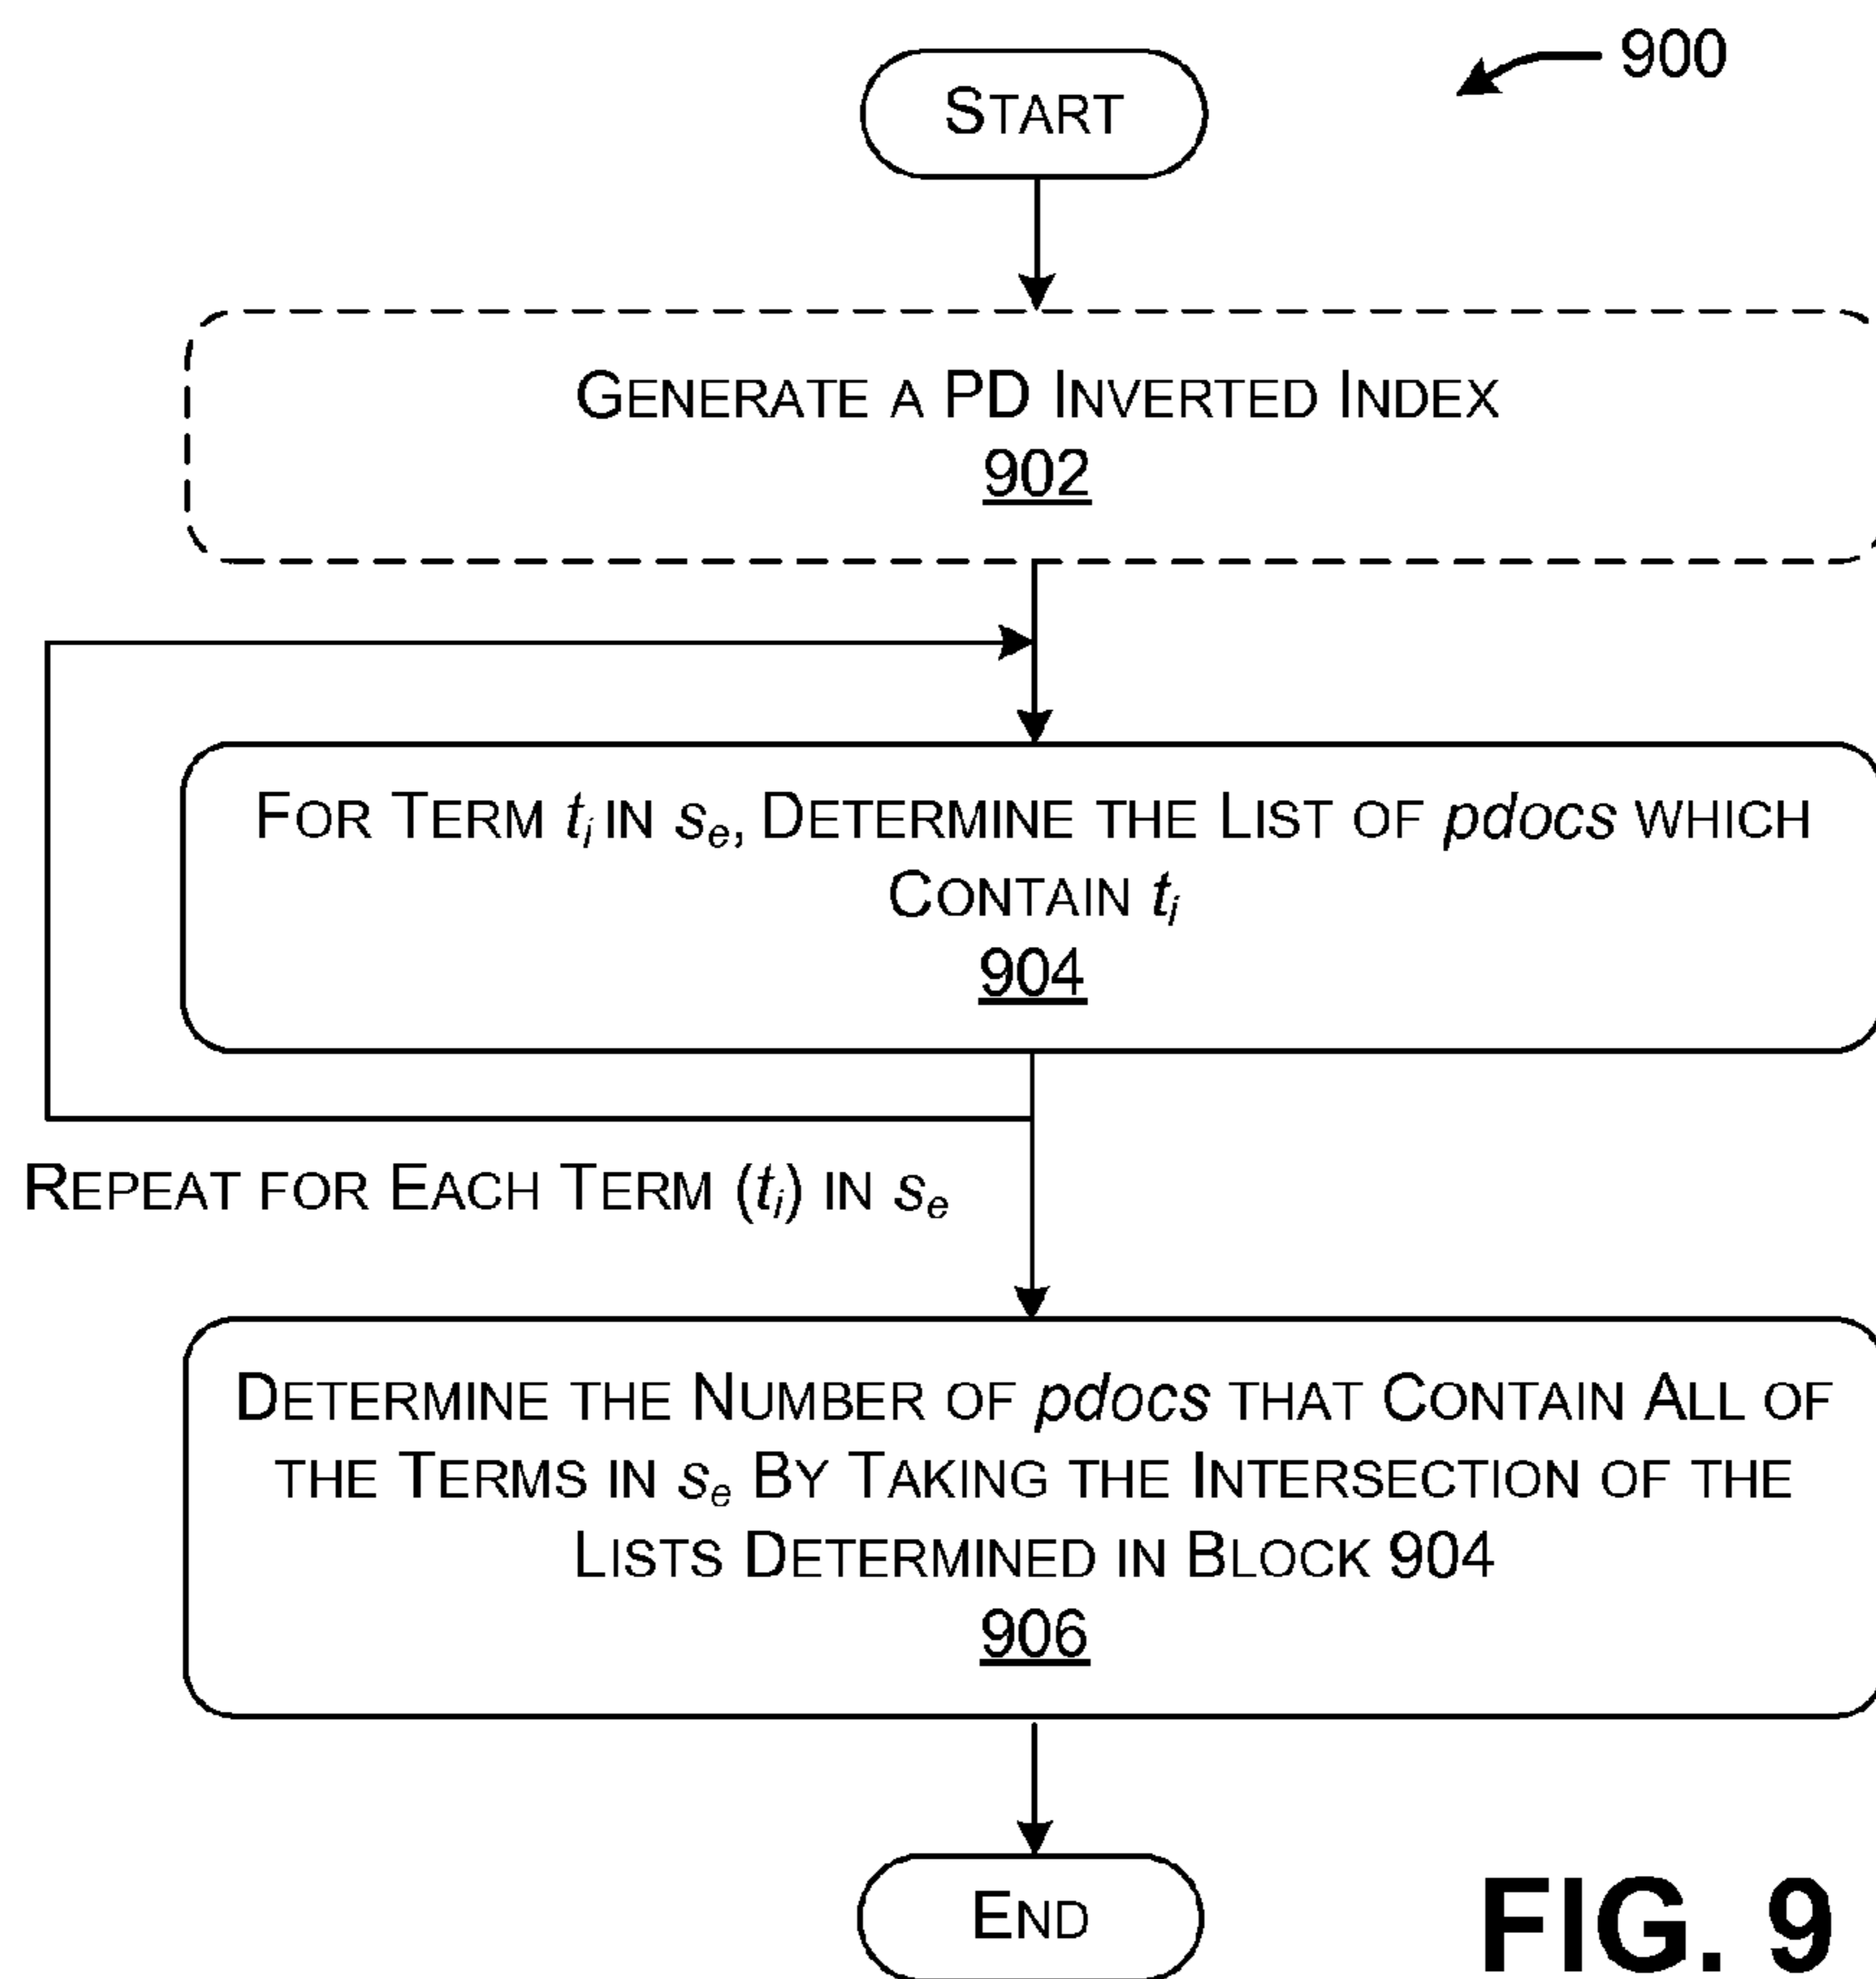 900
START
GENERATE A PD INVERTED INDEX
902
FOR TERM tᵢ IN sₑ, DETERMINE THE LIST OF pdocs WHICH
CONTAIN tᵢ
904
REPEAT FOR EACH TERM (tᵢ) IN sₑ
DETERMINE THE NUMBER OF pdocs THAT CONTAIN ALL OF
THE TERMS IN sₑ BY TAKING THE INTERSECTION OF THE
LISTS DETERMINED IN BLOCK 904
906
END
FIG. 9